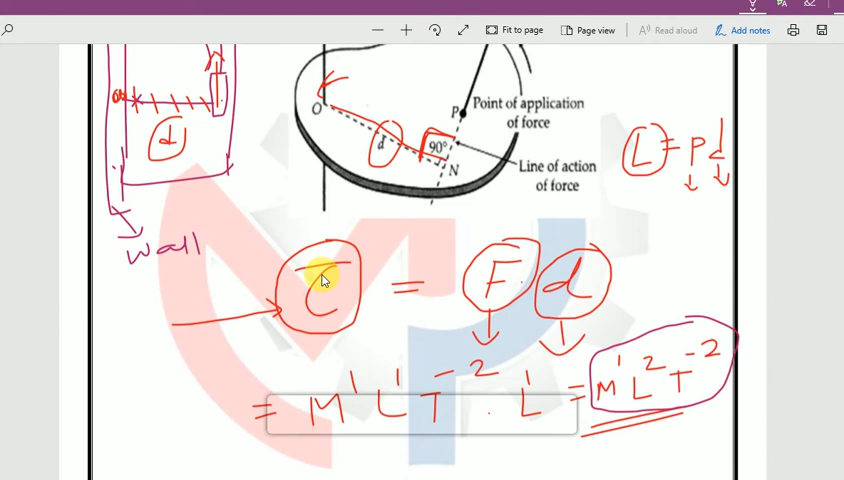 Fit to page
Page view
Read aloud
Add notes
O
P
Point of application
of force
d
90°
N
Line of action
of force
d
L = Pd
wall
= F d
= M¹ L¹ T⁻² . L¹ = M¹ L² T⁻²